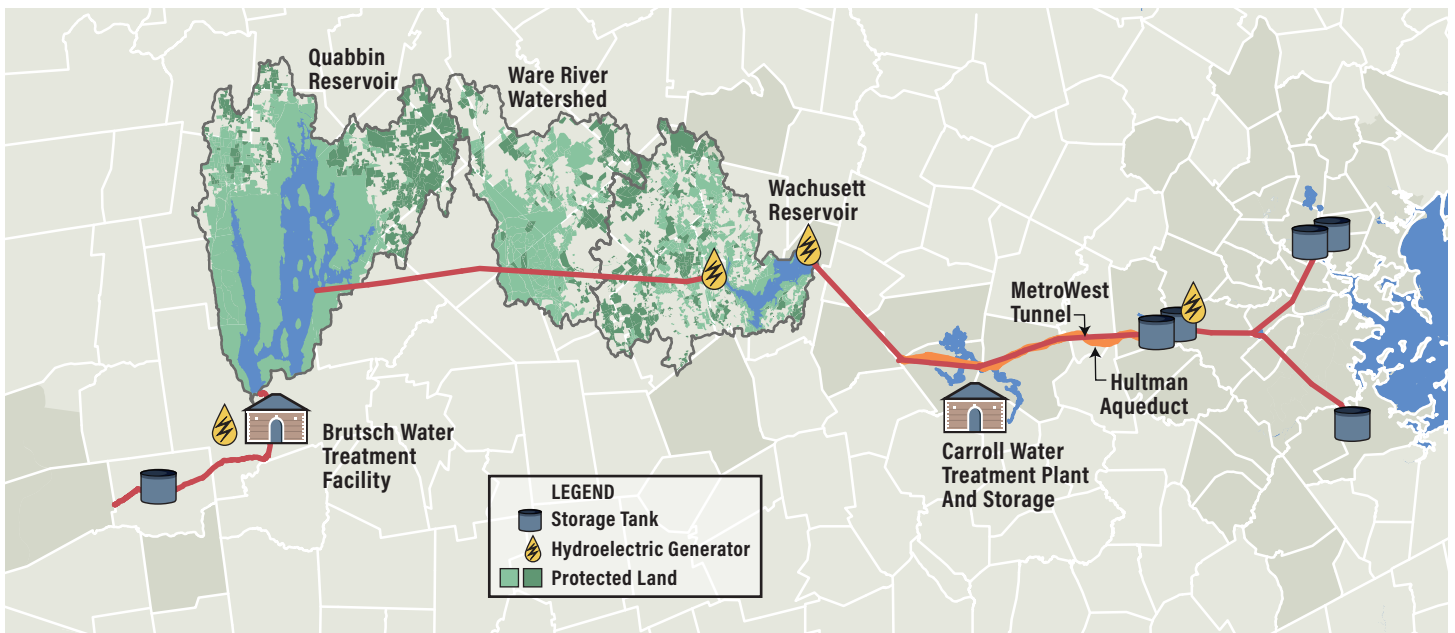 Quabbin
Reservoir
Ware River
Watershed
Wachusett
Reservoir
MetroWest
Tunnel
Hultman
Aqueduct
Brutsch Water
Treatment
Facility
Carroll Water
Treatment Plant
And Storage
LEGEND
Storage Tank
Hydroelectric Generator
Protected Land